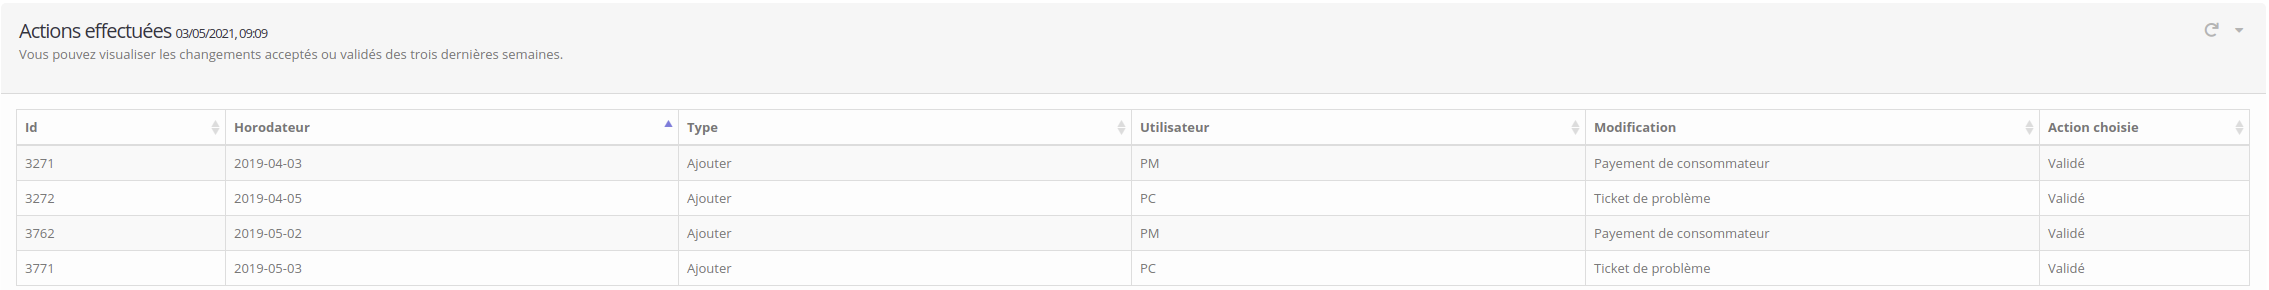 Actions effectuées 03/05/2021, 09:09
Vous pouvez visualiser les changements acceptés ou validés des trois dernières semaines.
Id Horodateur Type Utilisateur Modification Action choisie
3271 2019-04-03 Ajouter PM Payement de consommateur Validé
3272 2019-04-05 Ajouter PC Ticket de problème Validé
3762 2019-05-02 Ajouter PM Payement de consommateur Validé
3771 2019-05-03 Ajouter PC Ticket de problème Validé